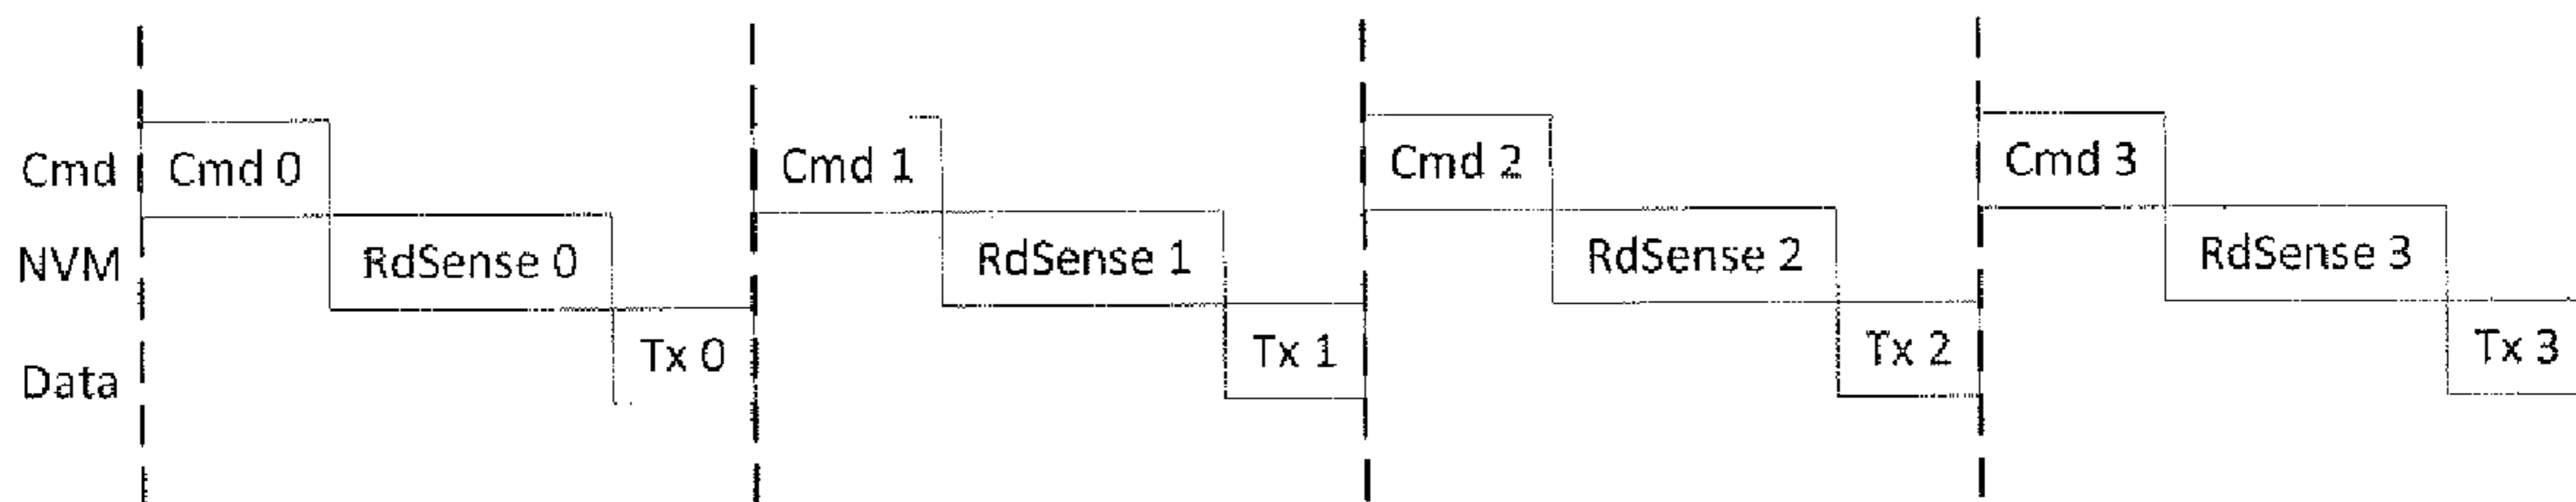 Cmd Cmd 0 Cmd 1 Cmd 2 Cmd 3
NVM RdSense 0 RdSense 1 RdSense 2 RdSense 3
Data Tx 0 Tx 1 Tx 2 Tx 3